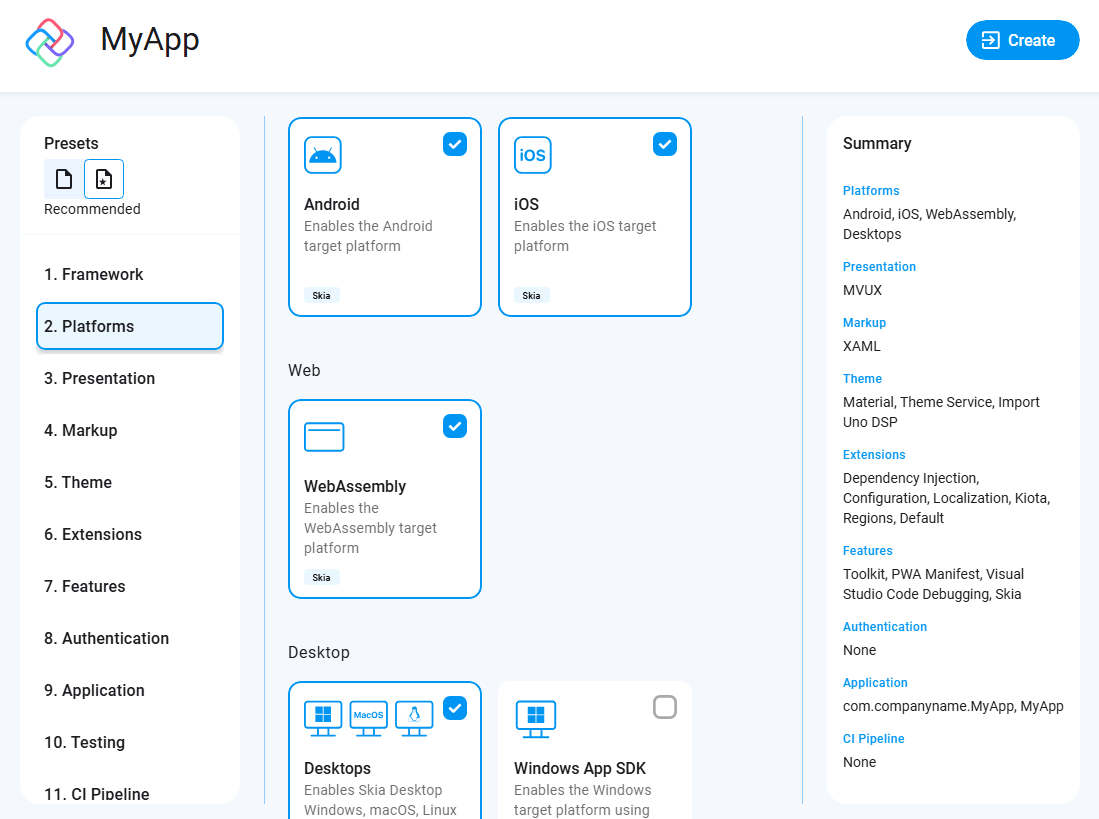 MyApp
Create
Presets
Recommended
1. Framework
2. Platforms
3. Presentation
4. Markup
5. Theme
6. Extensions
7. Features
8. Authentication
9. Application
10. Testing
11. CI Pipeline
Android
Enables the Android
target platform
Skia
iOS
iOS
Enables the iOS target
platform
Skia
Web
WebAssembly
Enables the
WebAssembly target
platform
Skia
Desktop
MacOS
Desktops
Enables Skia Desktop
Windows, macOS, Linux
Windows App SDK
Enables the Windows
target platform using
Summary
Platforms
Android, iOS, WebAssembly,
Desktops
Presentation
MVUX
Markup
XAML
Theme
Material, Theme Service, Import
Uno DSP
Extensions
Dependency Injection,
Configuration, Localization, Kiota,
Regions, Default
Features
Toolkit, PWA Manifest, Visual
Studio Code Debugging, Skia
Authentication
None
Application
com.companyname.MyApp, MyApp
CI Pipeline
None